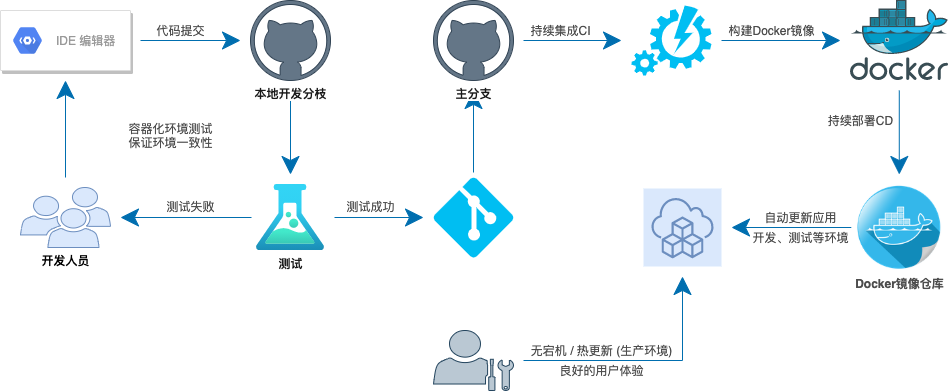 IDE 编辑器
代码提交
持续集成CI
构建Docker镜像
docker
本地开发分枝
主分支
容器化环境测试
保证环境一致性
持续部署CD
测试失败
测试成功
自动更新应用
开发、测试等环境
开发人员
测试
Docker镜像仓库
无宕机 / 热更新 (生产环境)
良好的用户体验